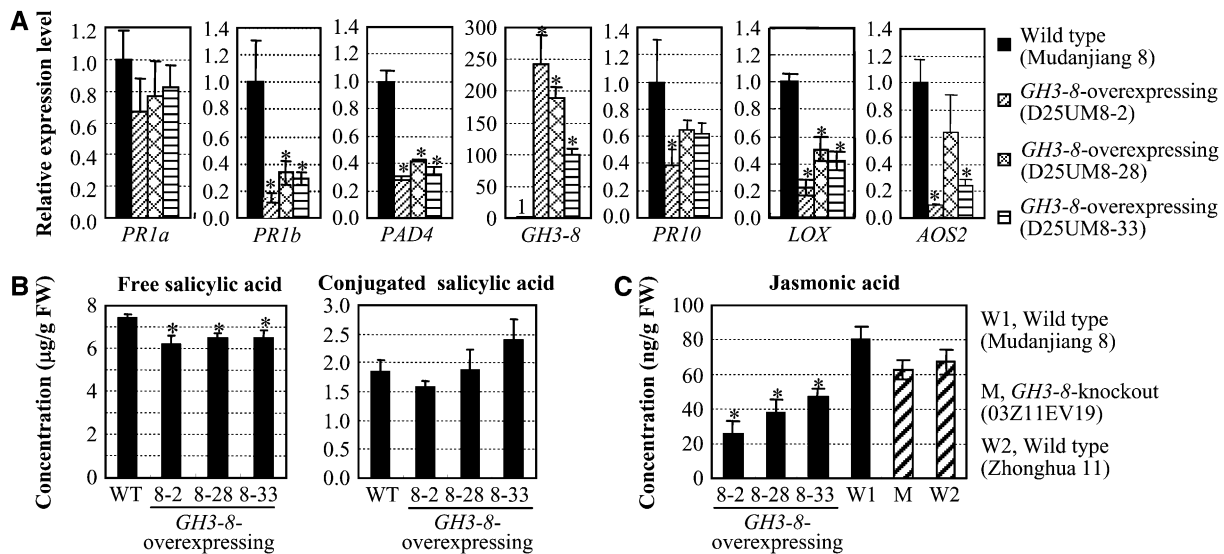 A
Relative expression level
1.2
1.0
0.8
0.6
0.4
0.2
0.0
PR1a
1.4
1.2
1.0
0.8
0.6
0.4
0.2
0.0
* * *
PR1b
1.4
1.2
1.0
0.8
0.6
0.4
0.2
0.0
* * *
PAD4
300
250
200
150
100
50
0
1
* * *
GH3-8
1.4
1.2
1.0
0.8
0.6
0.4
0.2
0.0
*
PR10
1.4
1.2
1.0
0.8
0.6
0.4
0.2
0.0
* * *
LOX
1.4
1.2
1.0
0.8
0.6
0.4
0.2
0.0
* *
AOS2
Wild type
(Mudanjiang 8)
GH3-8-overexpressing
(D25UM8-2)
GH3-8-overexpressing
(D25UM8-28)
GH3-8-overexpressing
(D25UM8-33)
B
Concentration (µg/g FW)
Free salicylic acid
8
6
4
2
0
* * *
WT 8-2 8-28 8-33
GH3-8-
overexpressing
Conjugated salicylic acid
3.0
2.5
2.0
1.5
1.0
0.5
0.0
WT 8-2 8-28 8-33
GH3-8-
overexpressing
C
Concentration (ng/g FW)
Jasmonic acid
100
80
60
40
20
0
* * *
8-2 8-28 8-33 W1 M W2
GH3-8-
overexpressing
W1, Wild type
(Mudanjiang 8)
M, GH3-8-knockout
(03Z11EV19)
W2, Wild type
(Zhonghua 11)